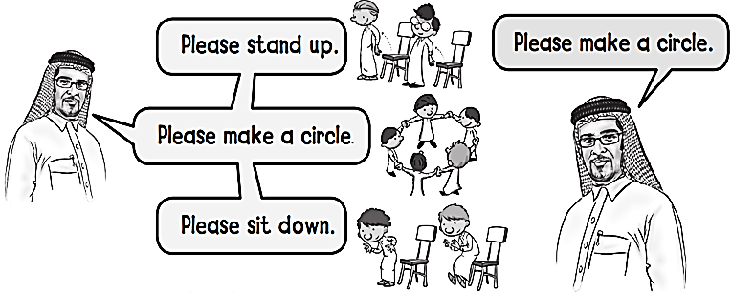 Please stand up.
Please make a circle.
Please sit down.
Please make a circle.